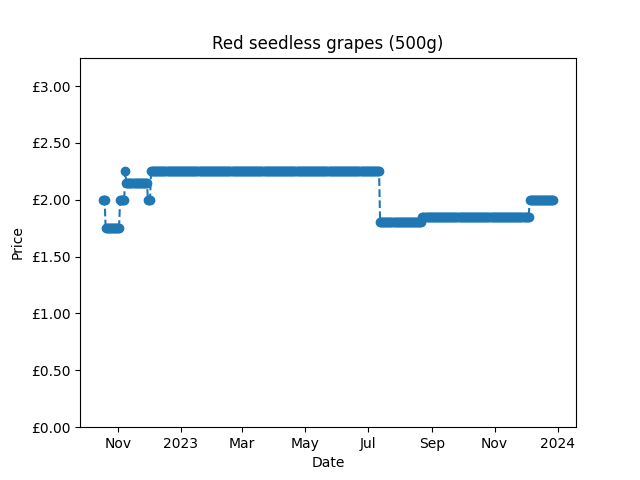 Red seedless grapes (500g)
£3.00
£2.50
£2.00
£1.50
£1.00
£0.50
£0.00
Price
Nov 2023 Mar May Jul Sep Nov 2024
Date